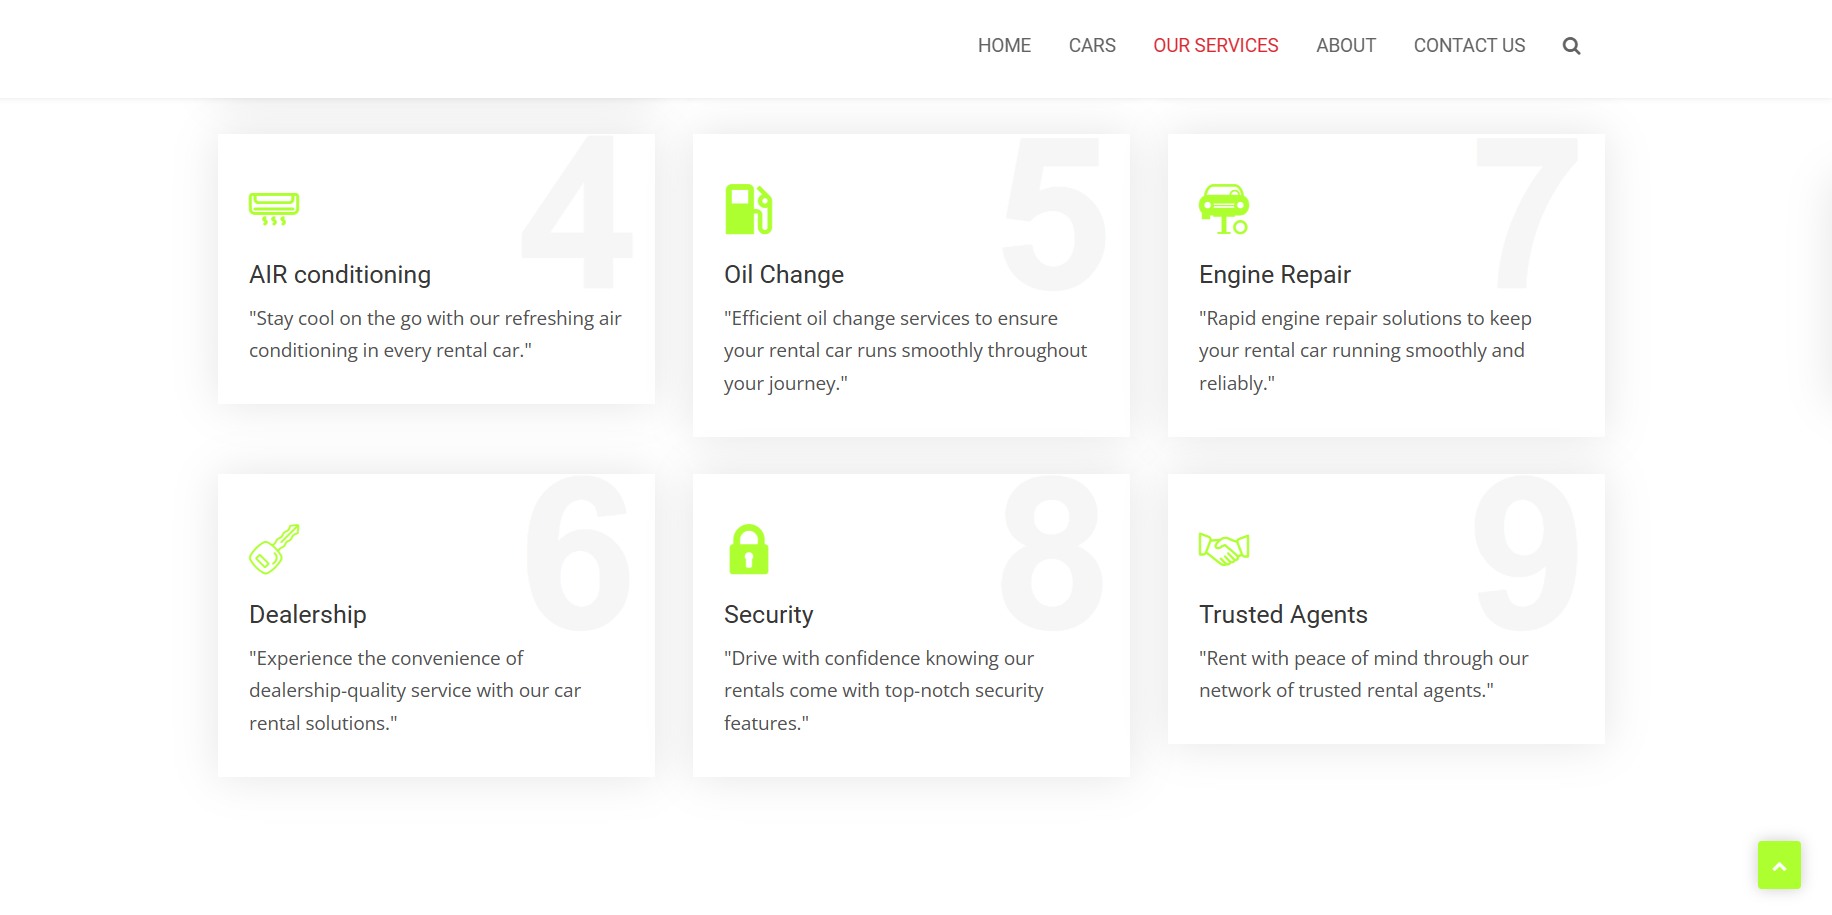 HOME CARS OUR SERVICES ABOUT CONTACT US
4
AIR conditioning
"Stay cool on the go with our refreshing air
conditioning in every rental car."
5
Oil Change
"Efficient oil change services to ensure
your rental car runs smoothly throughout
your journey."
7
Engine Repair
"Rapid engine repair solutions to keep
your rental car running smoothly and
reliably."
6
Dealership
"Experience the convenience of
dealership-quality service with our car
rental solutions."
8
Security
"Drive with confidence knowing our
rentals come with top-notch security
features."
9
Trusted Agents
"Rent with peace of mind through our
network of trusted rental agents."